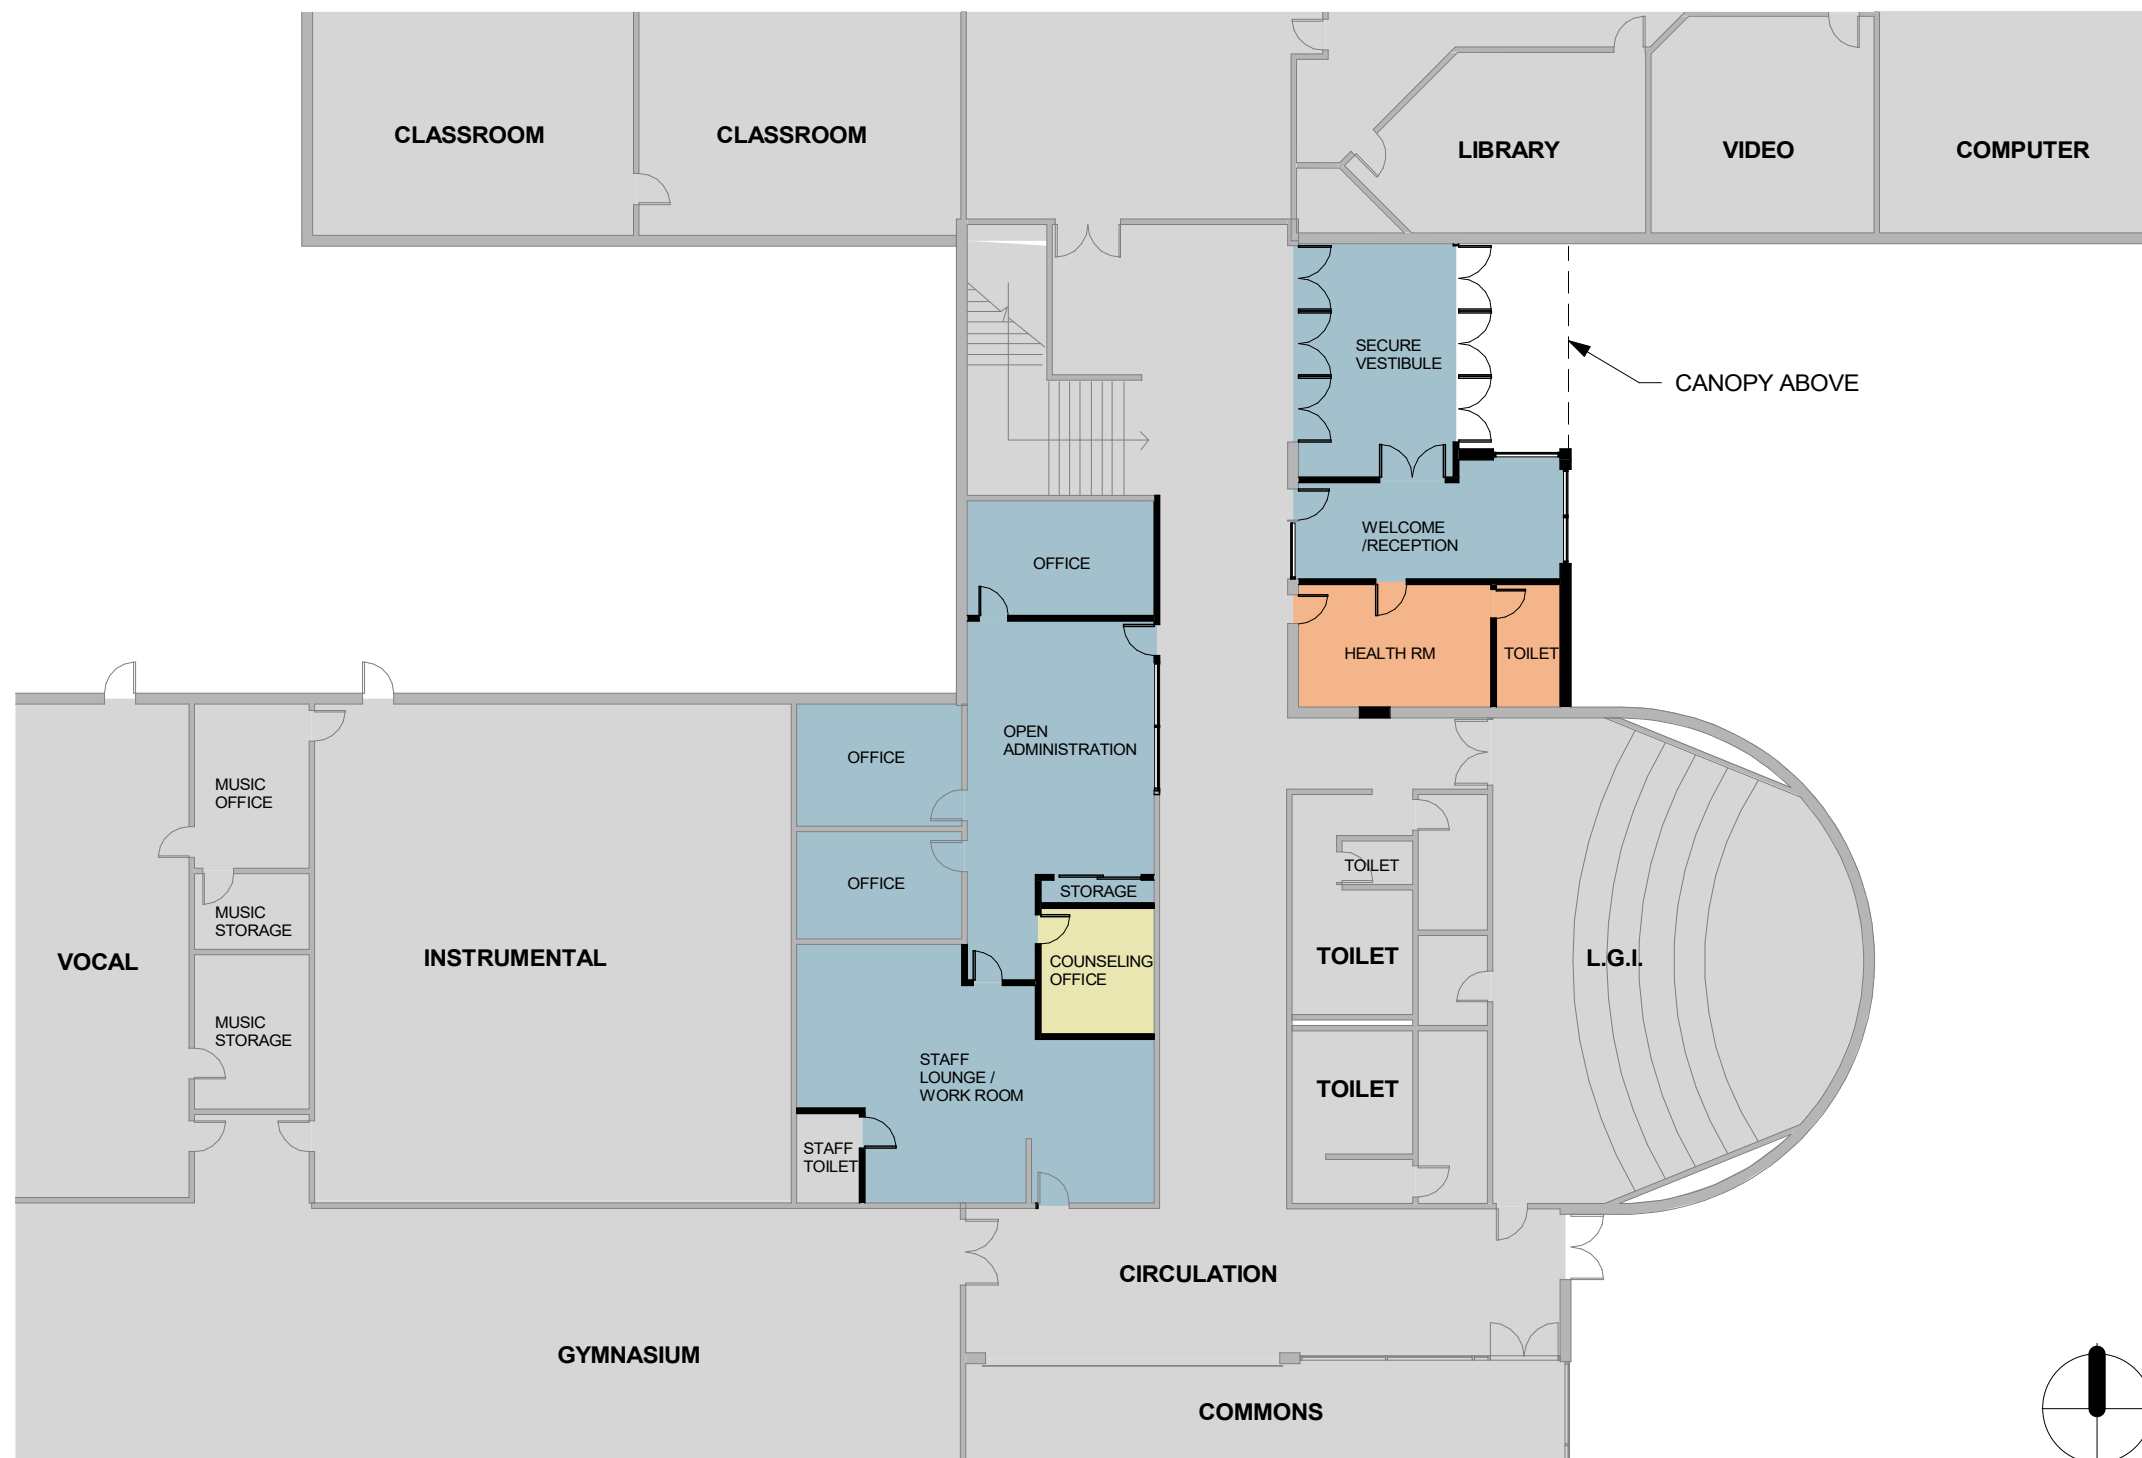 CLASSROOM
CLASSROOM
LIBRARY
VIDEO
COMPUTER
SECURE
VESTIBULE
CANOPY ABOVE
WELCOME
/RECEPTION
OFFICE
HEALTH RM
TOILET
OPEN
ADMINISTRATION
OFFICE
MUSIC
OFFICE
TOILET
OFFICE
STORAGE
MUSIC
STORAGE
VOCAL
INSTRUMENTAL
COUNSELING
OFFICE
TOILET
L.G.I.
MUSIC
STORAGE
STAFF
LOUNGE /
WORK ROOM
TOILET
STAFF
TOILET
CIRCULATION
GYMNASIUM
COMMONS